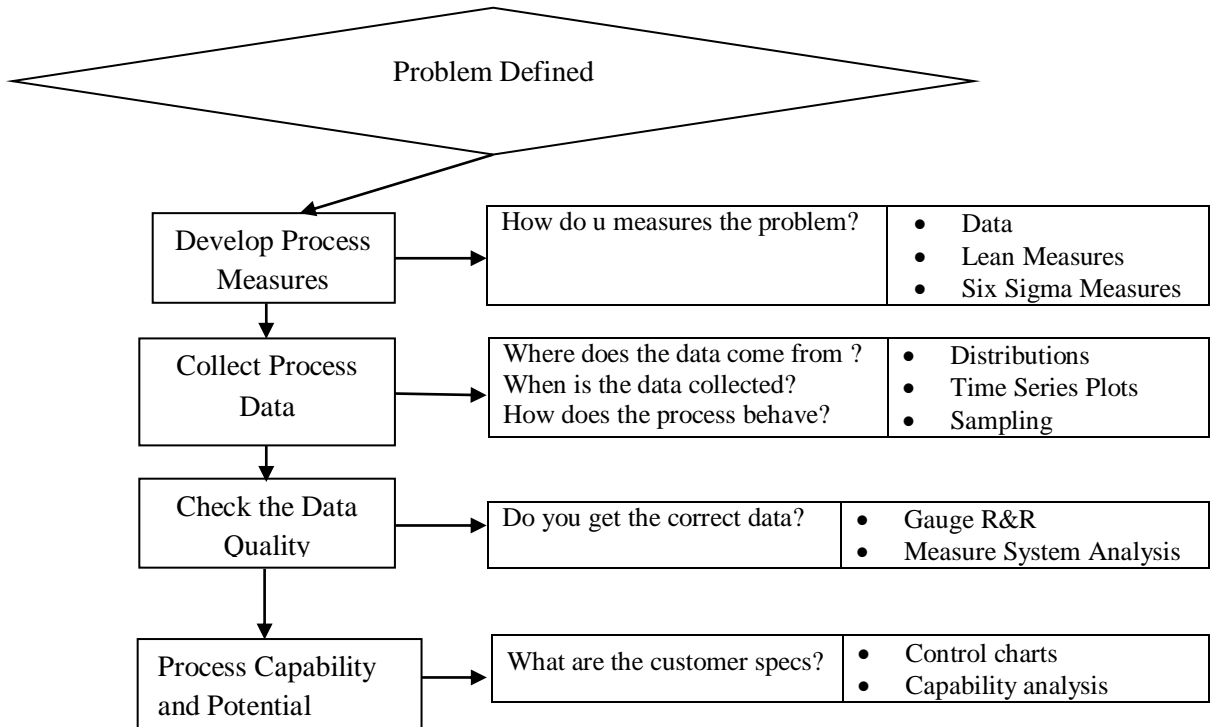 Problem Defined
Develop Process
Measures
How do u measures the problem?
• Data
• Lean Measures
• Six Sigma Measures
Collect Process
Data
Where does the data come from ?
When is the data collected?
How does the process behave?
• Distributions
• Time Series Plots
• Sampling
Check the Data
Quality
Do you get the correct data?
• Gauge R&R
• Measure System Analysis
Process Capability
and Potential
What are the customer specs?
• Control charts
• Capability analysis